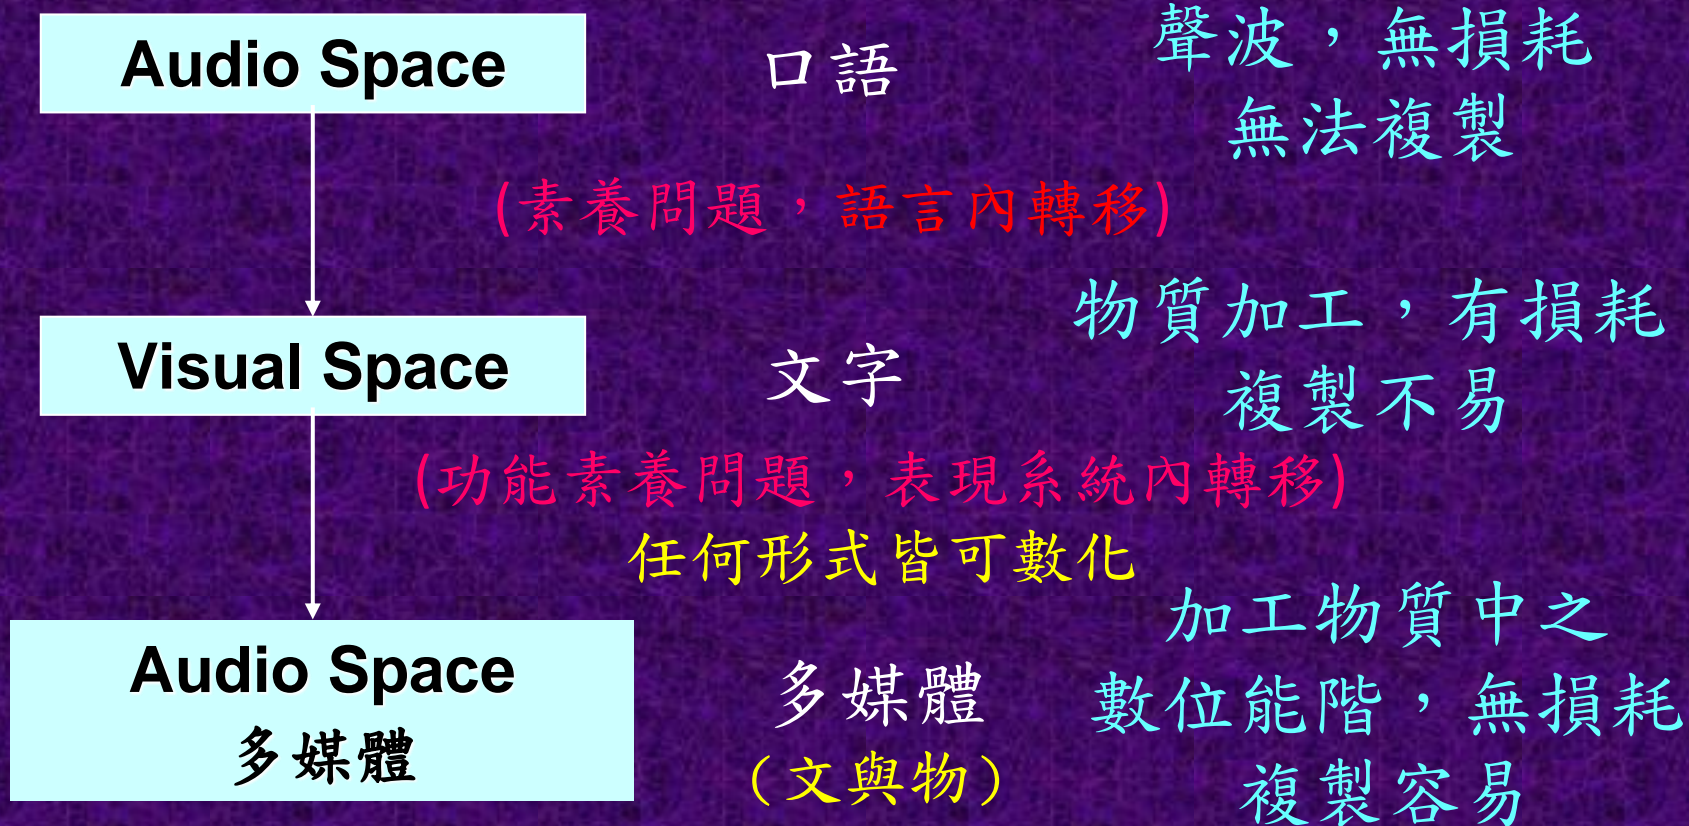 Audio Space
口語
聲波，無損耗
無法複製
(素養問題，語言內轉移)
Visual Space
文字
物質加工，有損耗
複製不易
(功能素養問題，表現系統內轉移)
任何形式皆可數化
Audio Space
多媒體
多媒體
（文與物）
加工物質中之
數位能階，無損耗
複製容易